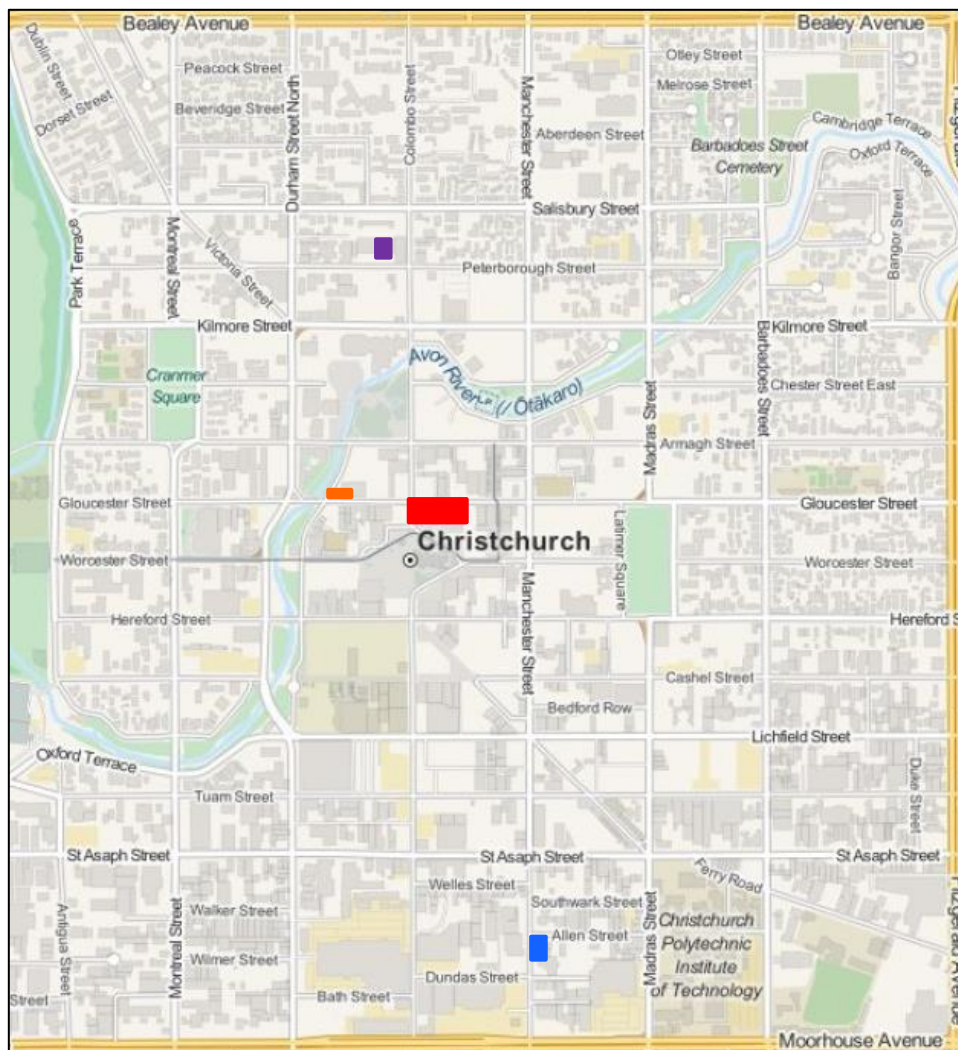 Bealey Avenue
Bealey Avenue
Dublin Street
Dorset Street
Peacock Street
Beveridge Street
Durham Street North
Colombo Street
Manchester Street
Otley Street
Melrose Street
Aberdeen Street
Barbadoes Street
Cemetery
Cambridge Terrace
Oxford Terrace
Salisbury Street
Park Terrace
Montreal Street
Victoria Street
Peterborough Street
Bangor Street
Kilmore Street
Kilmore Street
Cranmer
Square
Avon River (/ Ōtākaro)
Barbadoes Street
Chester Street East
Madras Street
Armagh Street
Gloucester Street
Gloucester Street
Christchurch
Latimer Square
Worcester Street
Worcester Street
Hereford Street
Manchester Street
Hereford S
Cashel Street
Bedford Row
Lichfield Street
Oxford Terrace
Tuam Street
Duke Street
St Asaph Street
St Asaph Street
St Asaph Street
Ferry Road
Welles Street
Southwark Street
Antigua Street
Montreal Street
Walker Street
Allen Street
Madras Street
Christchurch
Polytechnic
Institute
of Technology
Wilmer Street
Dundas Street
Bath Street
Street
Moorhouse Avenue